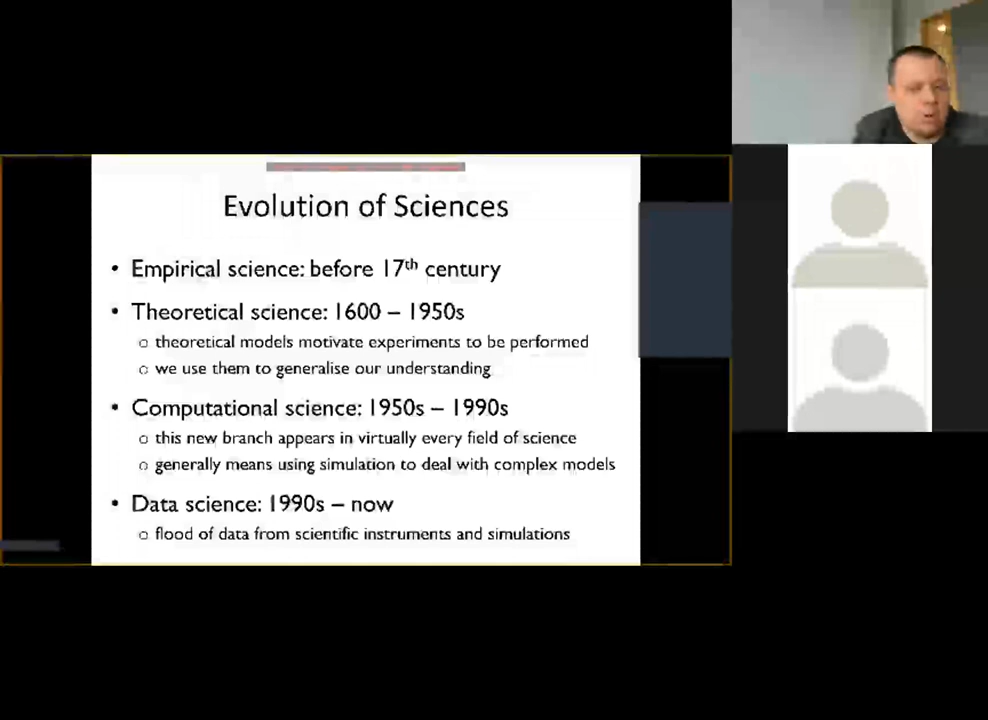 Evolution of Sciences
• Empirical science: before 17th century
• Theoretical science: 1600 – 1950s
○ theoretical models motivate experiments to be performed
○ we use them to generalise our understanding
• Computational science: 1950s – 1990s
○ this new branch appears in virtually every field of science
○ generally means using simulation to deal with complex models
• Data science: 1990s – now
○ flood of data from scientific instruments and simulations